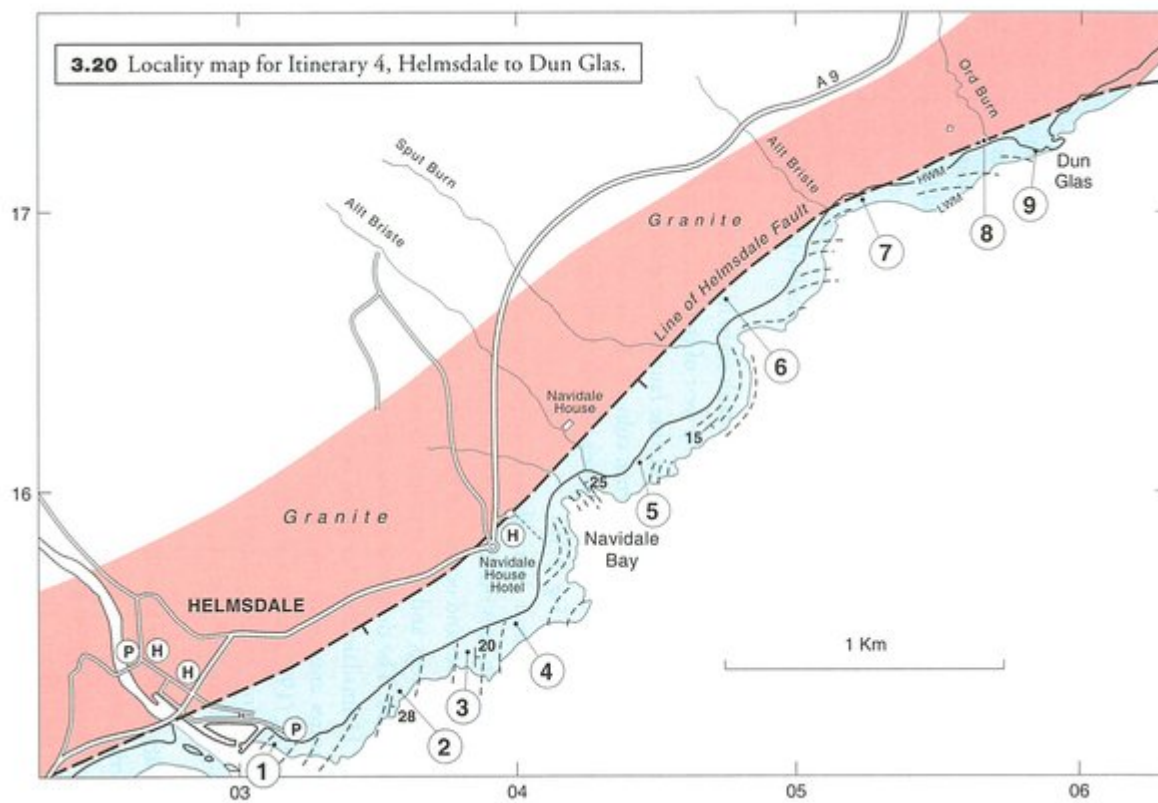 3.20 Locality map for Itinerary 4, Helmsdale to Dun Glas.
A 9
Ord Burn
Sput Burn
Allt Briste
Allt Briste
Dun
Glas
HWM
LWM
17
Granite
9
8
7
Line of Helmsdale Fault
6
Navidale
House
15
16
25
5
Granite
Navidale
Bay
H
Navidale
House
Hotel
HELMSDALE
1 Km
P
H
H
20
4
3
28
2
P
1
03
04
05
06